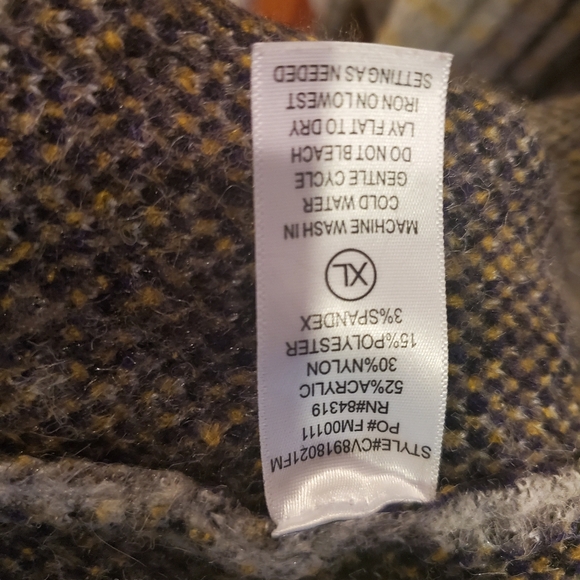 STYLE#CV8918021FM
PO# FM00111
RN#84319
52%ACRYLIC
30%NYLON
15%POLYESTER
3%SPANDEX
XL
MACHINE WASH IN
COLD WATER
GENTLE CYCLE
DO NOT BLEACH
LAY FLAT TO DRY
IRON ON LOWEST
SETTING AS NEEDED